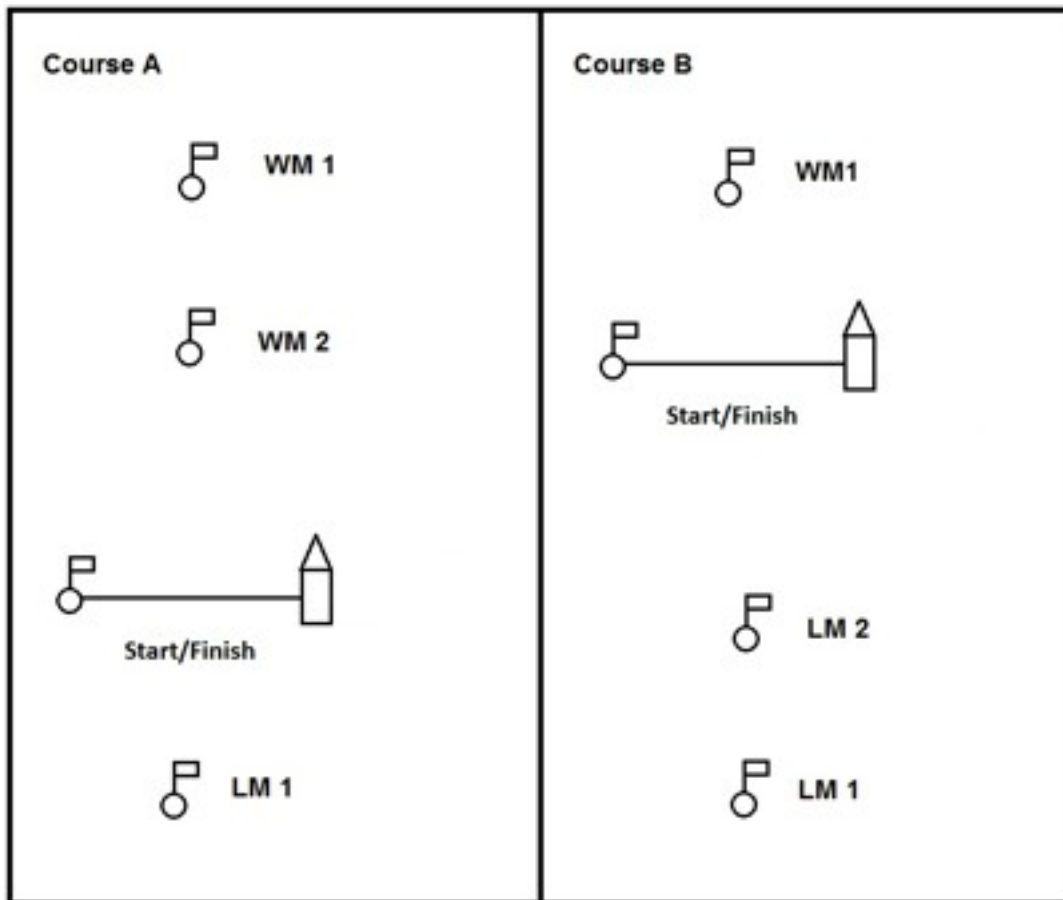 Course A
WM 1
WM 2
Start/Finish
LM 1
Course B
WM1
Start/Finish
LM 2
LM 1